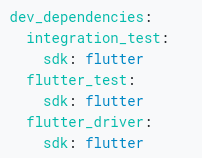 dev_dependencies:
  integration_test:
    sdk: flutter
  flutter_test:
    sdk: flutter
  flutter_driver:
    sdk: flutter